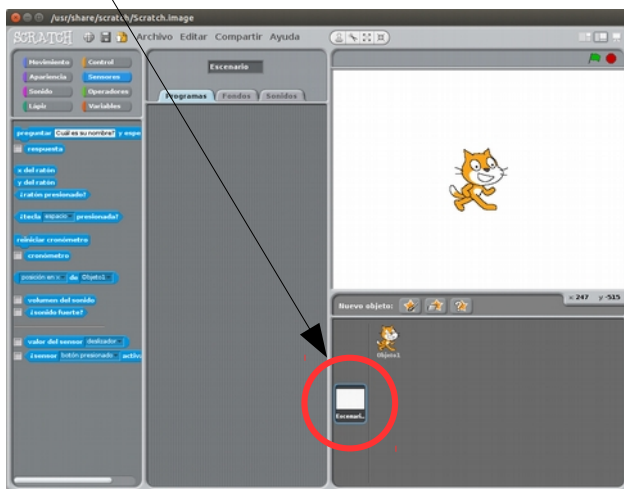 /usr/share/scratch/Scratch.image
SCRATCH Archivo Editar Compartir Ayuda
Movimiento Control
Apariencia Sensores
Sonido Operadores
Lápiz Variables
Escenario
Programas Fondos Sonidos
preguntar Cuál es su nombre? y espe
respuesta
x del ratón
y del ratón
¿ratón presionado?
¿tecla espacio presionada?
reiniciar cronómetro
cronómetro
posición en x de Objeto1
volumen del sonido
¿sonido fuerte?
valor del sensor deslizador
¿sensor botón presionado activa
x: 247 y: -515
Nuevo objeto:
Objeto1
Escenari...